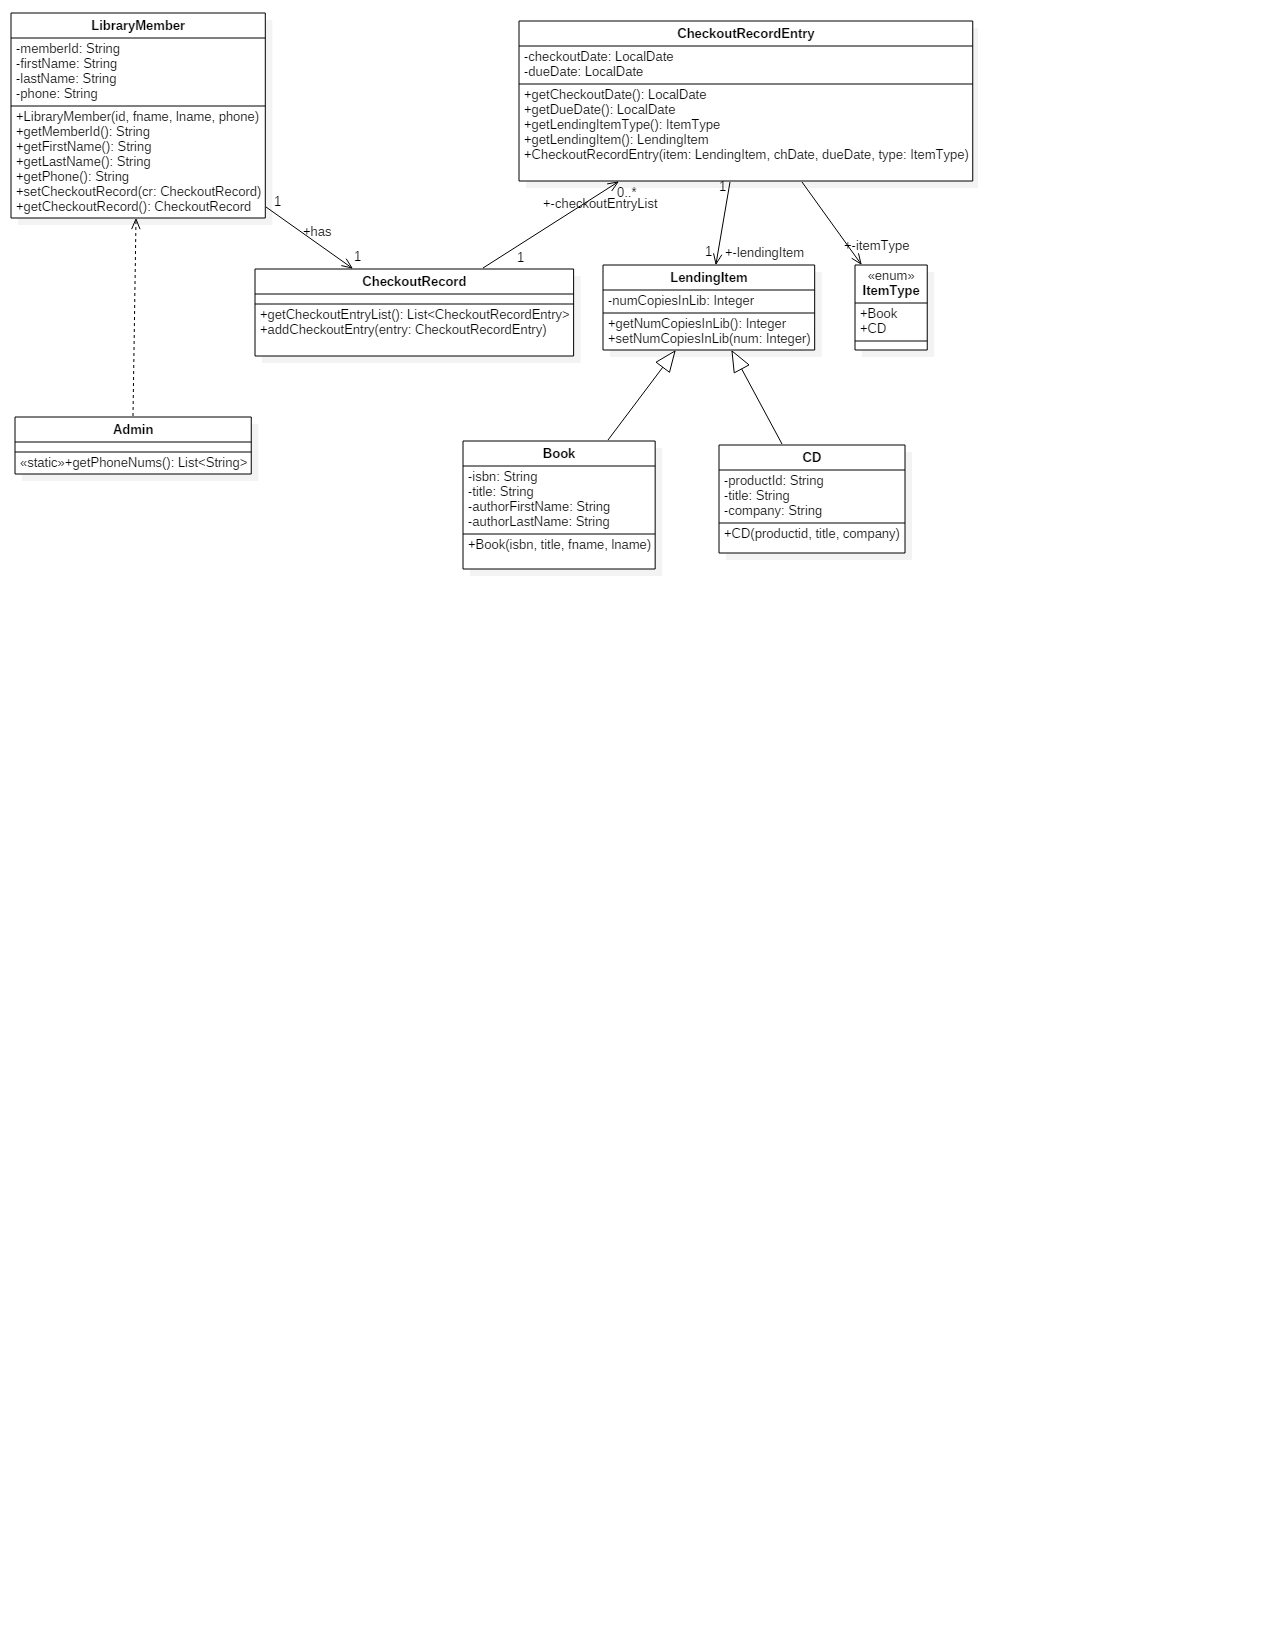 LibraryMember
-memberId: String
-firstName: String
-lastName: String
-phone: String
+LibraryMember(id, fname, lname, phone)
+getMemberId(): String
+getFirstName(): String
+getLastName(): String
+getPhone(): String
+setCheckoutRecord(cr: CheckoutRecord)
+getCheckoutRecord(): CheckoutRecord
CheckoutRecordEntry
-checkoutDate: LocalDate
-dueDate: LocalDate
+getCheckoutDate(): LocalDate
+getDueDate(): LocalDate
+getLendingItemType(): ItemType
+getLendingItem(): LendingItem
+CheckoutRecordEntry(item: LendingItem, chDate, dueDate, type: ItemType)
1
+has
1
0..*
+-checkoutEntryList
1
1
1
+-lendingItem
+-itemType
CheckoutRecord
+getCheckoutEntryList(): List<CheckoutRecordEntry>
+addCheckoutEntry(entry: CheckoutRecordEntry)
LendingItem
-numCopiesInLib: Integer
+getNumCopiesInLib(): Integer
+setNumCopiesInLib(num: Integer)
«enum»
ItemType
+Book
+CD
Admin
«static»+getPhoneNums(): List<String>
Book
-isbn: String
-title: String
-authorFirstName: String
-authorLastName: String
+Book(isbn, title, fname, lname)
CD
-productId: String
-title: String
-company: String
+CD(productid, title, company)